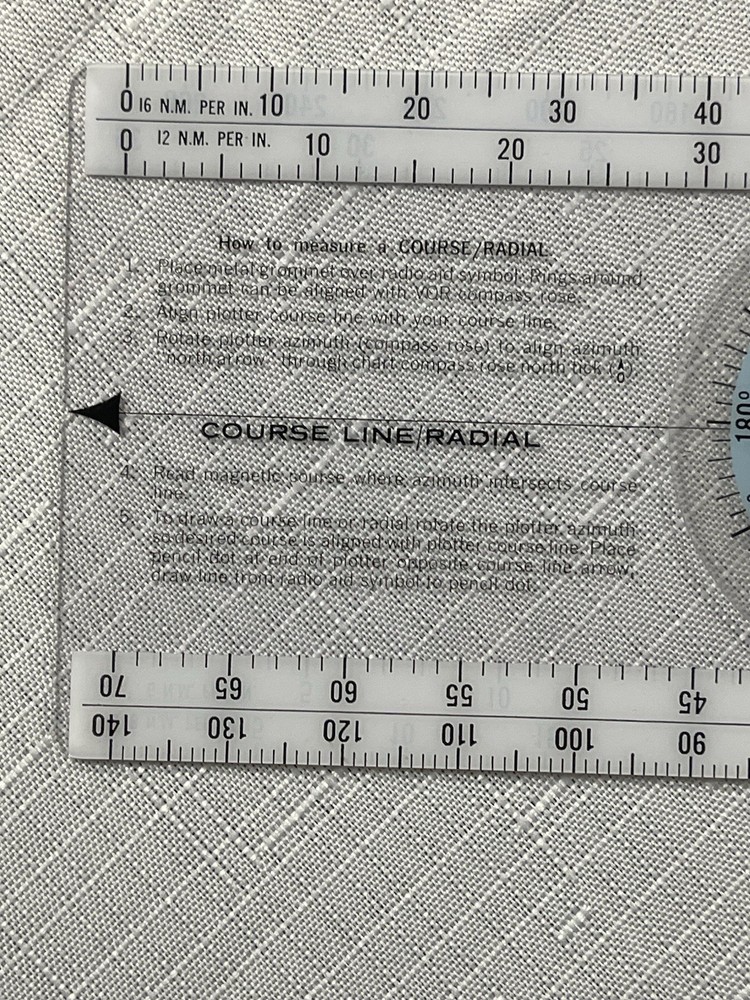 0 16 N.M. PER IN. 10 20 30 40
0 12 N.M. PER IN. 10 20 30
How to measure a COURSE/RADIAL
1. Place metal grommet over radio aid symbol. Rings around
grommet can be aligned with VOR compass rose.
2. Align plotter course line with your course line.
3. Rotate plotter azimuth (compass rose) to align azimuth
"north arrow" through chart compass rose north tick
180°
COURSE LINE/RADIAL
4. Read magnetic course where azimuth intersects course
line.
5. To draw a course line or radial rotate the plotter azimuth
so desired course is aligned with plotter course line. Place
pencil dot at end of plotter opposite course line arrow,
draw line from radio aid symbol to pencil dot.
70 65 60 55 50 45
140 130 120 110 100 90